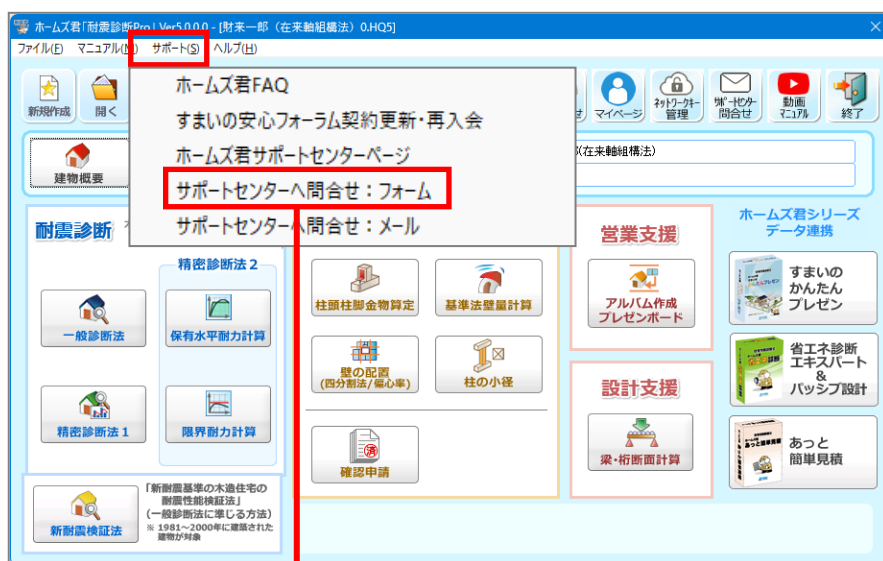 ホームズ君「耐震診断Pro」Ver5.0.0.0 - [財来一郎（在来軸組構法）0.HQ5]
ファイル(F) マニュアル(M) サポート(S) ヘルプ(H)
ホームズ君FAQ
すまいの安心フォーラム契約更新・再入会
ホームズ君サポートセンターページ
サポートセンターへ問合せ：フォーム
サポートセンターへ問合せ：メール
新規作成
開く
マイページ
ネットワークキー
管理
サポートセンター
問合せ
動画
マニュアル
終了
建物概要
(在来軸組構法)
耐震診断
精密診断法２
一般診断法
保有水平耐力計算
精密診断法１
限界耐力計算
「新耐震基準の木造住宅の
耐震性能検証法」
(一般診断法に準じる方法)
※ 1981～2000年に建築された
建物が対象
新耐震検証法
柱頭柱脚金物算定
基準法壁量計算
壁の配置
(四分割法/偏心率)
柱の小径
確認申請
営業支援
アルバム作成
プレゼンボード
設計支援
梁・桁断面計算
ホームズ君シリーズ
データ連携
すまいの
かんたん
プレゼン
省エネ診断
エキスパート
&
パッシブ設計
あっと
簡単見積